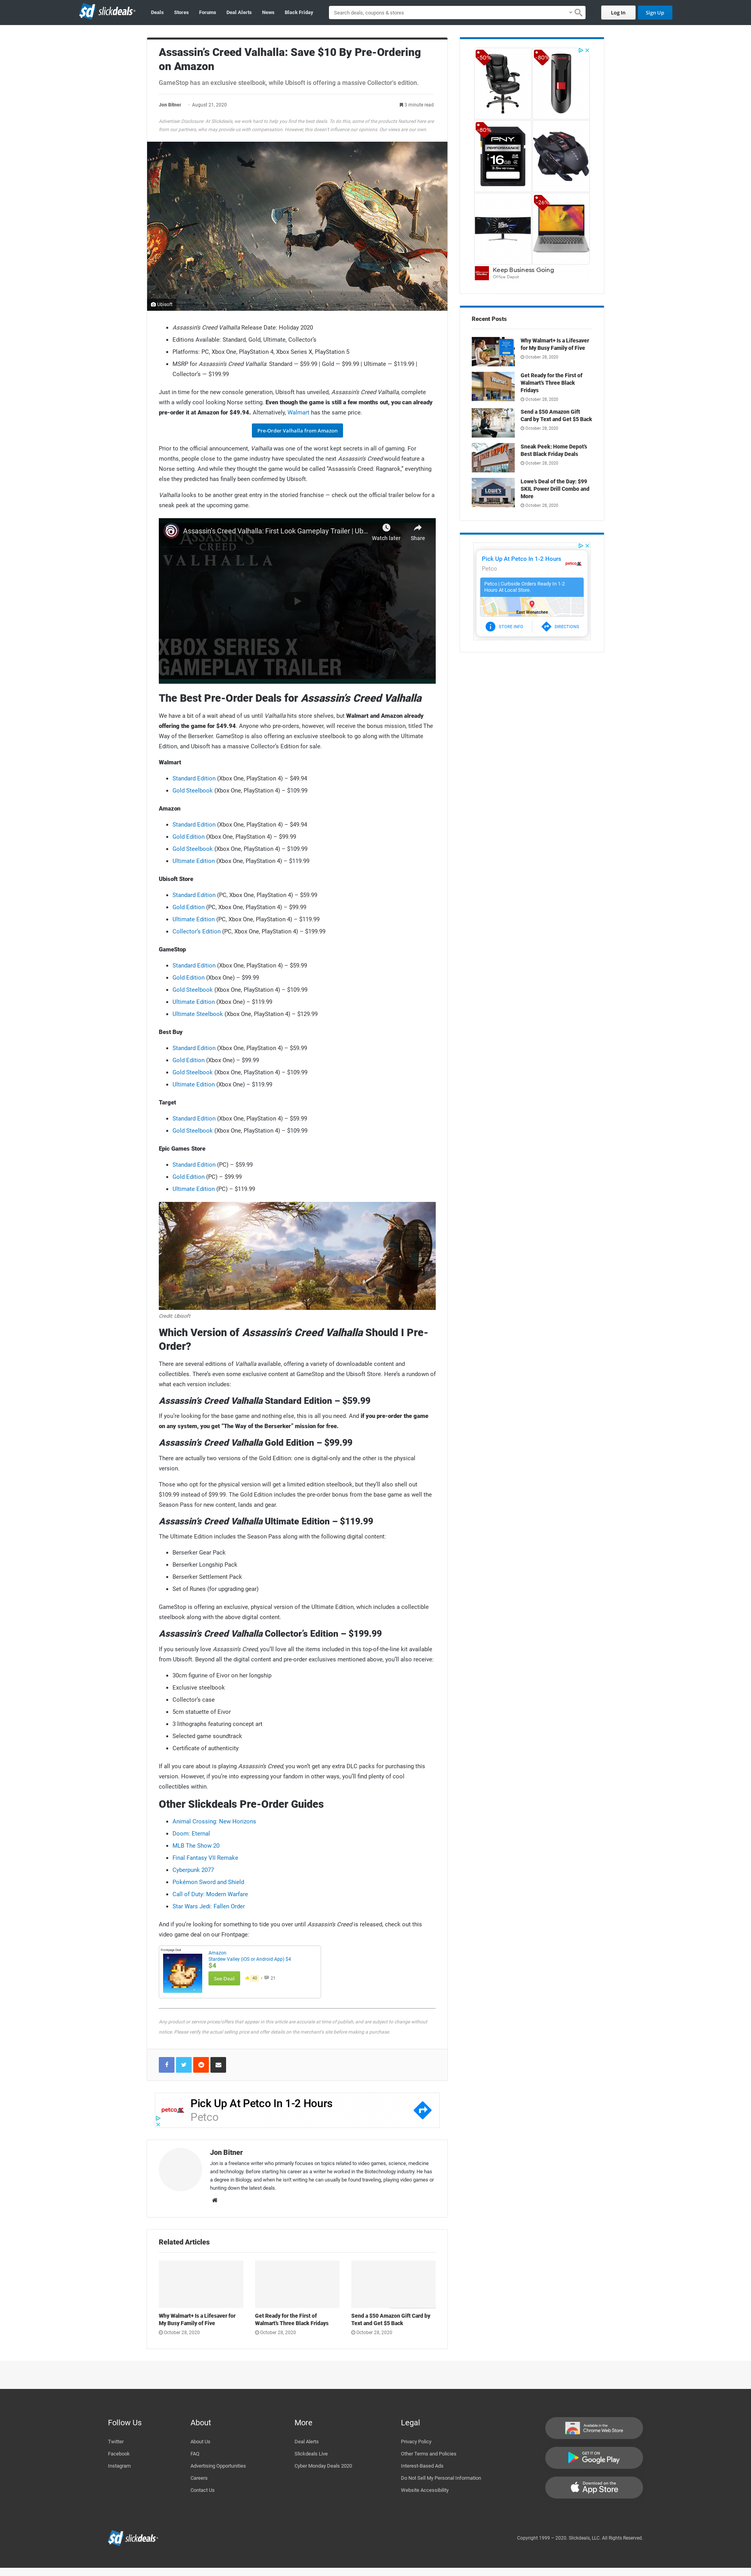 slickdeals
Deals
Stores
Forums
Deal Alerts
News
Black Friday
Search deals, coupons & stores
Log In
Sign Up
Assassin's Creed Valhalla: Save $10 By Pre-Ordering
on Amazon
GameStop has an exclusive steelbook, while Ubisoft is offering a massive Collector's edition.
Jon Bitner - August 21, 2020
3 minute read
Advertiser Disclosure: At Slickdeals, we work hard to help you find the best deals. To do this, some of the products featured here are
from our partners, who may provide us with compensation. However, this doesn't influence our opinions. Our views are our own.
Ubisoft
Assassin's Creed Valhalla Release Date: Holiday 2020
Editions Available: Standard, Gold, Ultimate, Collector's
Platforms: PC, Xbox One, PlayStation 4, Xbox Series X, PlayStation 5
MSRP for Assassin's Creed Valhalla: Standard — $59.99 | Gold — $99.99 | Ultimate — $119.99 |
Collector's — $199.99
Just in time for the new console generation, Ubisoft has unveiled, Assassin's Creed Valhalla, complete
with a wildly cool looking Norse setting. Even though the game is still a few months out, you can already
pre-order it at Amazon for $49.94. Alternatively, Walmart has the same price.
Pre-Order Valhalla from Amazon
Prior to the official announcement, Valhalla was one of the worst kept secrets in all of gaming. For
months, people close to the game industry have speculated the next Assassin's Creed would feature a
Norse setting. And while they thought the game would be called "Assassin's Creed: Ragnarok," everything
else they predicted has finally been confirmed by Ubisoft.
Valhalla looks to be another great entry in the storied franchise — check out the official trailer below for a
sneak peek at the upcoming game.
Assassin's Creed Valhalla: First Look Gameplay Trailer | Ub...
Watch later
Share
ASSASSIN'S CREED
VALHALLA
XBOX SERIES X
GAMEPLAY TRAILER
The Best Pre-Order Deals for Assassin's Creed Valhalla
We have a bit of a wait ahead of us until Valhalla hits store shelves, but Walmart and Amazon already
offering the game for $49.94. Anyone who pre-orders, however, will receive the bonus mission, titled The
Way of the Berserker. GameStop is also offering an exclusive steelbook to go along with the Ultimate
Edition, and Ubisoft has a massive Collector's Edition for sale.
Walmart
Standard Edition (Xbox One, PlayStation 4) – $49.94
Gold Steelbook (Xbox One, PlayStation 4) – $109.99
Amazon
Standard Edition (Xbox One, PlayStation 4) – $49.94
Gold Edition (Xbox One, PlayStation 4) – $99.99
Gold Steelbook (Xbox One, PlayStation 4) – $109.99
Ultimate Edition (Xbox One, PlayStation 4) – $119.99
Ubisoft Store
Standard Edition (PC, Xbox One, PlayStation 4) – $59.99
Gold Edition (PC, Xbox One, PlayStation 4) – $99.99
Ultimate Edition (PC, Xbox One, PlayStation 4) – $119.99
Collector's Edition (PC, Xbox One, PlayStation 4) – $199.99
GameStop
Standard Edition (Xbox One, PlayStation 4) – $59.99
Gold Edition (Xbox One) – $99.99
Gold Steelbook (Xbox One, PlayStation 4) – $109.99
Ultimate Edition (Xbox One) – $119.99
Ultimate Steelbook (Xbox One, PlayStation 4) – $129.99
Best Buy
Standard Edition (Xbox One, PlayStation 4) – $59.99
Gold Edition (Xbox One) – $99.99
Gold Steelbook (Xbox One, PlayStation 4) – $109.99
Ultimate Edition (Xbox One) – $119.99
Target
Standard Edition (Xbox One, PlayStation 4) – $59.99
Gold Steelbook (Xbox One, PlayStation 4) – $109.99
Epic Games Store
Standard Edition (PC) – $59.99
Gold Edition (PC) – $99.99
Ultimate Edition (PC) – $119.99
Credit: Ubisoft
Which Version of Assassin's Creed Valhalla Should I Pre-
Order?
There are several editions of Valhalla available, offering a variety of downloadable content and
collectibles. There's even some exclusive content at GameStop and the Ubisoft Store. Here's a rundown of
what each version includes:
Assassin's Creed Valhalla Standard Edition – $59.99
If you're looking for the base game and nothing else, this is all you need. And if you pre-order the game
on any system, you get "The Way of the Berserker" mission for free.
Assassin's Creed Valhalla Gold Edition – $99.99
There are actually two versions of the Gold Edition: one is digital-only and the other is the physical
version.
Those who opt for the physical version will get a limited edition steelbook, but they'll also shell out
$109.99 instead of $99.99. The Gold Edition includes the pre-order bonus from the base game as well the
Season Pass for new content, lands and gear.
Assassin's Creed Valhalla Ultimate Edition – $119.99
The Ultimate Edition includes the Season Pass along with the following digital content:
Berserker Gear Pack
Berserker Longship Pack
Berserker Settlement Pack
Set of Runes (for upgrading gear)
GameStop is offering an exclusive, physical version of the Ultimate Edition, which includes a collectible
steelbook along with the above digital content.
Assassin's Creed Valhalla Collector's Edition – $199.99
If you seriously love Assassin's Creed, you'll love all the items included in this top-of-the-line kit available
from Ubisoft. Beyond all the digital content and pre-order exclusives mentioned above, you'll also receive:
30cm figurine of Eivor on her longship
Exclusive steelbook
Collector's case
5cm statuette of Eivor
3 lithographs featuring concept art
Selected game soundtrack
Certificate of authenticity
If all you care about is playing Assassin's Creed, you won't get any extra DLC packs for purchasing this
version. However, if you're into expressing your fandom in other ways, you'll find plenty of cool
collectibles within.
Other Slickdeals Pre-Order Guides
Animal Crossing: New Horizons
Doom: Eternal
MLB The Show 20
Final Fantasy VII Remake
Cyberpunk 2077
Pokémon Sword and Shield
Call of Duty: Modern Warfare
Star Wars Jedi: Fallen Order
And if you're looking for something to tide you over until Assassin's Creed is released, check out this
video game deal on our Frontpage:
Frontpage Deal
Amazon
Stardew Valley (iOS or Android App) $4
$4
See Deal
40
21
Any product or service prices/offers that appear in this article are accurate at time of publish, and are subject to change without
notice. Please verify the actual selling price and offer details on the merchant's site before making a purchase.
petco
Pick Up At Petco In 1-2 Hours
Petco
Jon Bitner
Jon is a freelance writer who primarily focuses on topics related to video games, science, medicine
and technology. Before starting his career as a writer he worked in the Biotechnology industry. He has
a degree in Biology, and when he isn't writing he can usually be found traveling, playing video games or
hunting down the latest deals.
Related Articles
Why Walmart+ Is a Lifesaver for
My Busy Family of Five
October 28, 2020
Get Ready for the First of
Walmart's Three Black Fridays
October 28, 2020
Send a $50 Amazon Gift Card by
Text and Get $5 Back
October 28, 2020
-50%
-80%
80%
PNY
PERFORMANCE
16
-26%
Keep Business Going
Office Depot
Recent Posts
Why Walmart+ Is a Lifesaver
for My Busy Family of Five
October 28, 2020
Get Ready for the First of
Walmart's Three Black
Fridays
October 28, 2020
Send a $50 Amazon Gift
Card by Text and Get $5 Back
October 28, 2020
Sneak Peek: Home Depot's
Best Black Friday Deals
October 28, 2020
LOWE'S
Lowe's Deal of the Day: $99
SKIL Power Drill Combo and
More
October 28, 2020
Pick Up At Petco In 1-2 Hours
Petco
petco
Petco | Curbside Orders Ready In 1-2
Hours At Local Store.
East Wenatchee
STORE INFO
DIRECTIONS
Follow Us
Twitter
Facebook
Instagram
About
About Us
FAQ
Advertising Opportunities
Careers
Contact Us
More
Deal Alerts
Slickdeals Live
Cyber Monday Deals 2020
Legal
Privacy Policy
Other Terms and Policies
Interest-Based Ads
Do Not Sell My Personal Information
Website Accessibility
Available in the
Chrome Web Store
GET IT ON
Google Play
Download on the
App Store
slickdeals
Copyright 1999 – 2020. Slickdeals, LLC. All Rights Reserved.